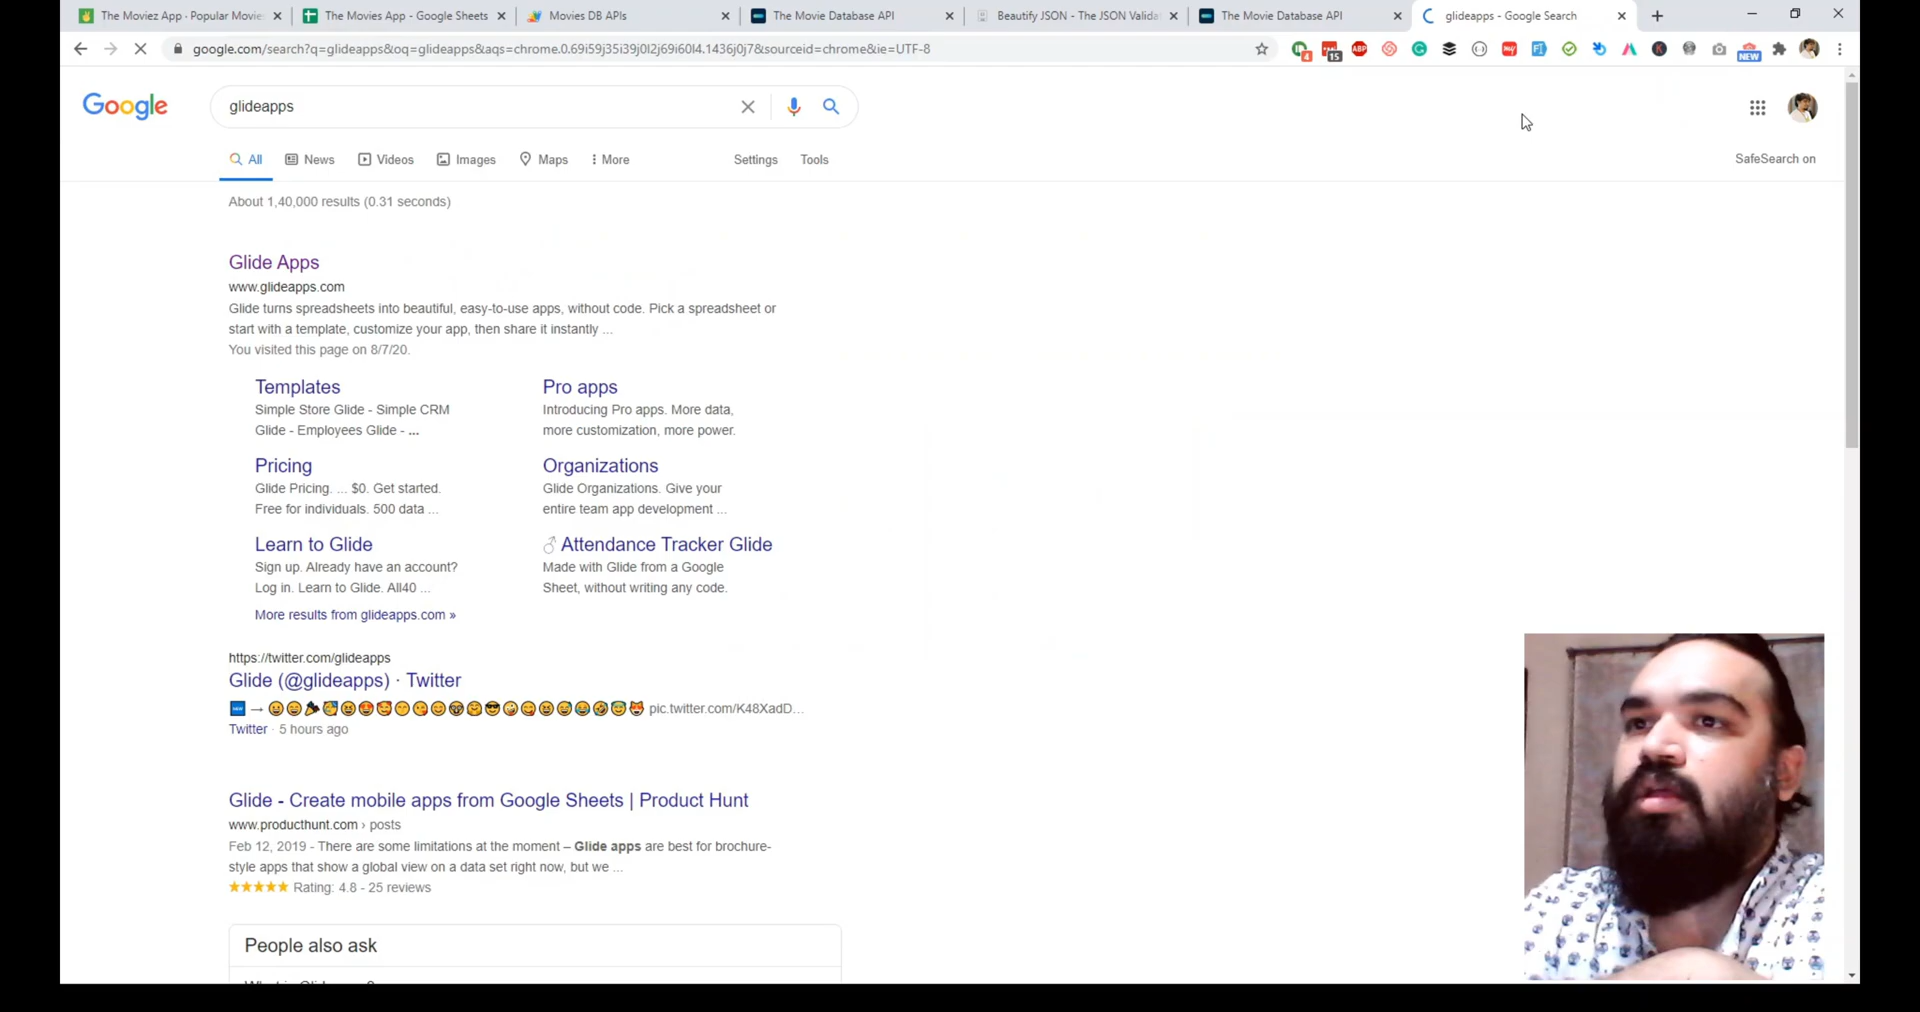 The Moviez App - Popular Movie
The Movies App - Google Sheets
Movies DB APIs
The Movie Database API
Beautify JSON - The JSON Valida
The Movie Database API
glideapps - Google Search
google.com/search?q=glideapps&oq=glideapps&aqs=chrome.0.69i59j35i39j0l2j69i60l4.1436j0j7&sourceid=chrome&ie=UTF-8
4
15
ABP
NEW
Google
glideapps
All
News
Videos
Images
Maps
More
Settings
Tools
SafeSearch on
About 1,40,000 results (0.31 seconds)
Glide Apps
www.glideapps.com
Glide turns spreadsheets into beautiful, easy-to-use apps, without code. Pick a spreadsheet or
start with a template, customize your app, then share it instantly ...
You visited this page on 8/7/20.
Templates
Simple Store Glide - Simple CRM
Glide - Employees Glide - ...
Pro apps
Introducing Pro apps. More data,
more customization, more power.
Pricing
Glide Pricing. ... $0. Get started.
Free for individuals. 500 data ...
Organizations
Glide Organizations. Give your
entire team app development ...
Learn to Glide
Sign up. Already have an account?
Log in. Learn to Glide. All40 ...
Attendance Tracker Glide
Made with Glide from a Google
Sheet, without writing any code.
More results from glideapps.com »
https://twitter.com/glideapps
Glide (@glideapps) · Twitter
pic.twitter.com/K48XadD...
Twitter · 5 hours ago
Glide - Create mobile apps from Google Sheets | Product Hunt
www.producthunt.com › posts
Feb 12, 2019 - There are some limitations at the moment – Glide apps are best for brochure-
style apps that show a global view on a data set right now, but we ...
Rating: 4.8 - 25 reviews
People also ask